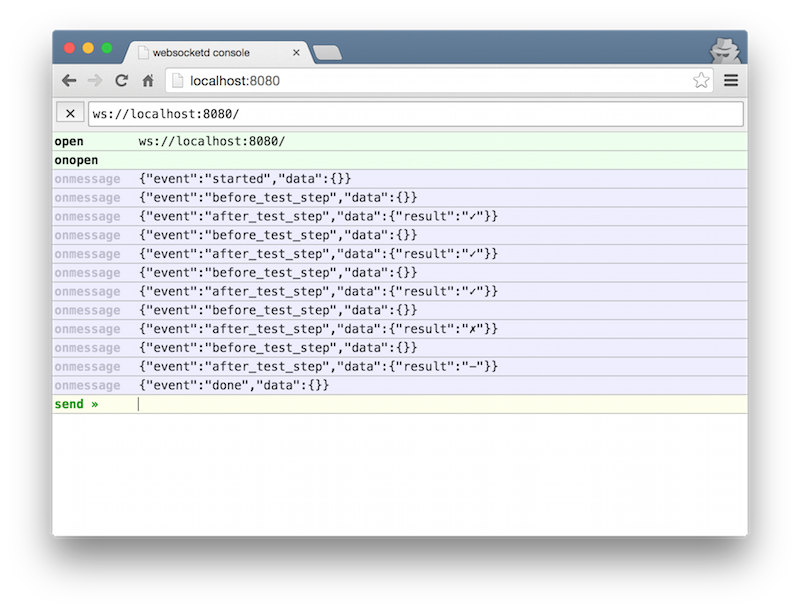 websocketd console
localhost:8080
ws://localhost:8080/
open ws://localhost:8080/
onopen
onmessage {"event":"started","data":{}}
onmessage {"event":"before_test_step","data":{}}
onmessage {"event":"after_test_step","data":{"result":"✓"}}
onmessage {"event":"before_test_step","data":{}}
onmessage {"event":"after_test_step","data":{"result":"✓"}}
onmessage {"event":"before_test_step","data":{}}
onmessage {"event":"after_test_step","data":{"result":"✓"}}
onmessage {"event":"before_test_step","data":{}}
onmessage {"event":"after_test_step","data":{"result":"✗"}}
onmessage {"event":"before_test_step","data":{}}
onmessage {"event":"after_test_step","data":{"result":"−"}}
onmessage {"event":"done","data":{}}
send »